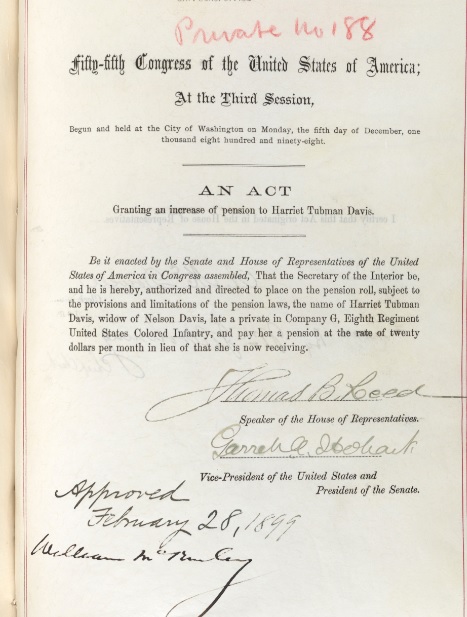 Private No 188
Fifty-fifth Congress of the United States of America;
At the Third Session,
Begun and held at the City of Washington on Monday, the fifth day of December, one
thousand eight hundred and ninety-eight.
AN ACT
Granting an increase of pension to Harriet Tubman Davis.
Be it enacted by the Senate and House of Representatives of the United
States of America in Congress assembled, That the Secretary of the Interior be,
and he is hereby, authorized and directed to place on the pension roll, subject to
the provisions and limitations of the pension laws, the name of Harriet Tubman
Davis, widow of Nelson Davis, late a private in Company G, Eighth Regiment
United States Colored Infantry, and pay her a pension at the rate of twenty
dollars per month in lieu of that she is now receiving.
Thomas B. Reed
Speaker of the House of Representatives.
Garret A. Hobart
Vice-President of the United States and
President of the Senate.
Approved
February 28, 1899
William McKinley